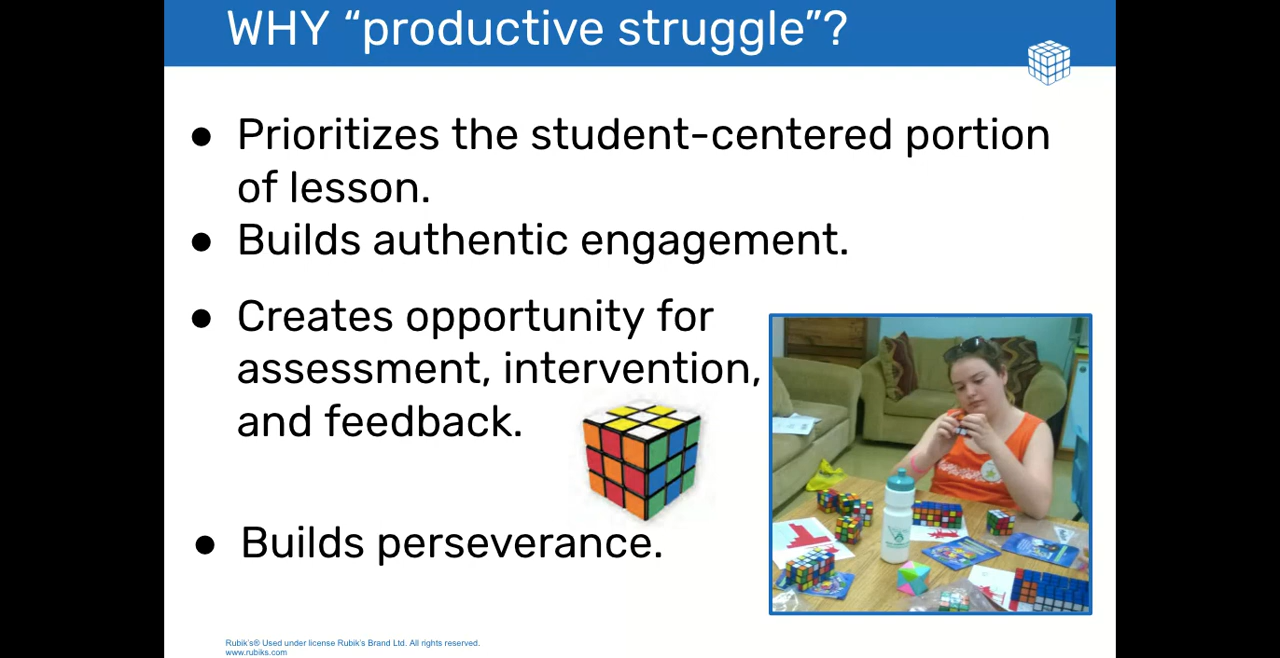 WHY “productive struggle”?
● Prioritizes the student-centered portion
of lesson.
● Builds authentic engagement.
● Creates opportunity for
assessment, intervention,
and feedback.
● Builds perseverance.
Rubik's® Used under license Rubik's Brand Ltd. All rights reserved.
www.rubiks.com